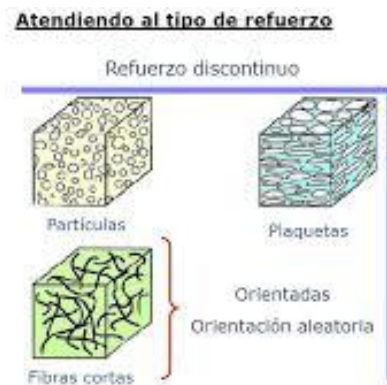 Atendiendo al tipo de refuerzo
Refuerzo discontinuo
Partículas
Plaquetas
Orientadas
Orientación aleatoria
Fibras cortas